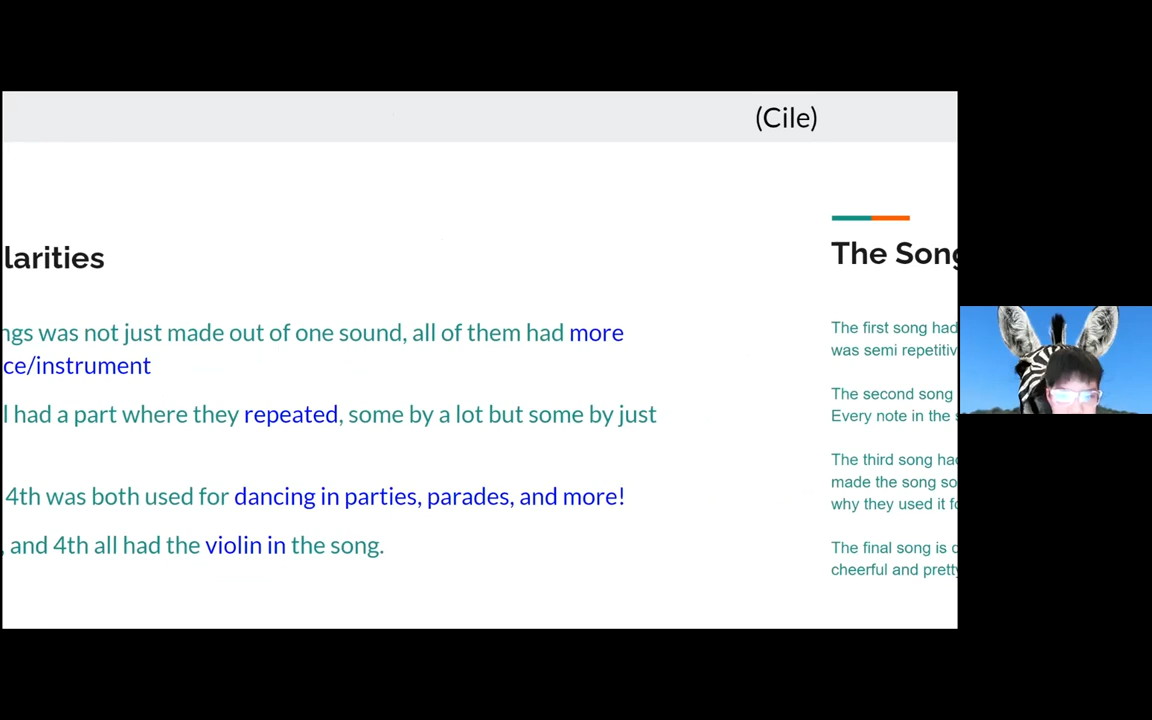 (Cile)
larities
ngs was not just made out of one sound, all of them had more
ce/instrument
l had a part where they repeated, some by a lot but some by just
4th was both used for dancing in parties, parades, and more!
, and 4th all had the violin in the song.
The Song
The first song had
was semi repetitiv
The second song
Every note in the s
The third song had
made the song so
why they used it fo
The final song is
cheerful and pretty